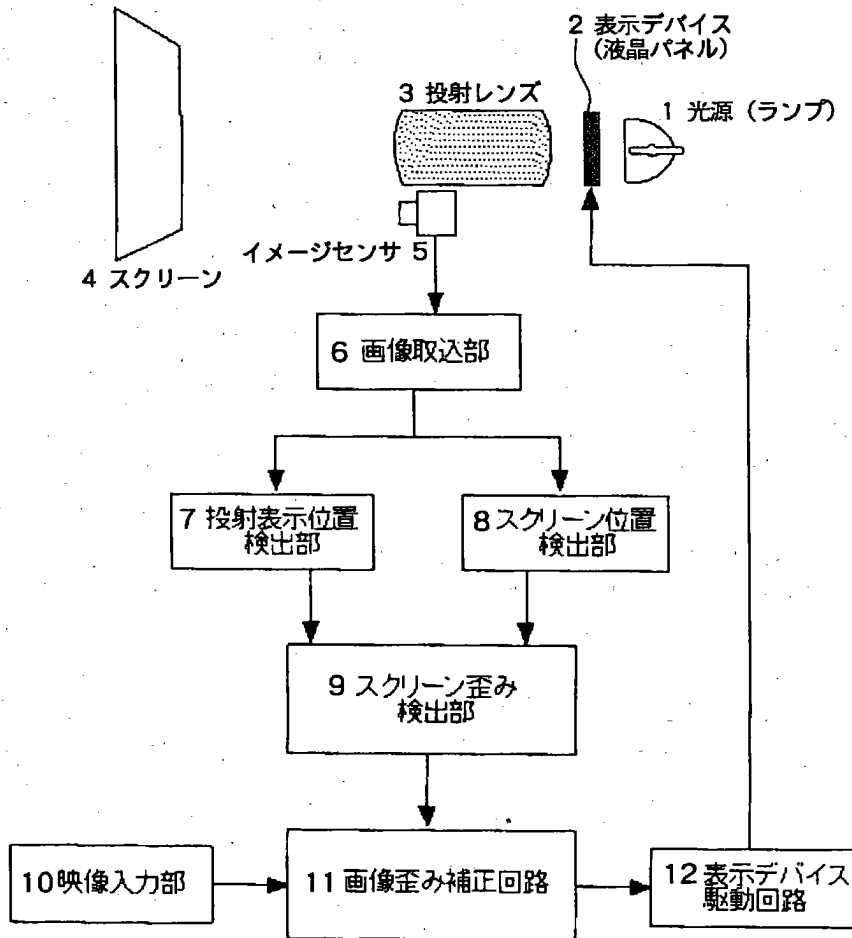 2 表示デバイス
(液晶パネル)
3 投射レンズ
1 光源 (ランプ)
イメージセンサ 5
4 スクリーン
6 画像取込部
7 投射表示位置
検出部
8 スクリーン位置
検出部
9 スクリーン歪み
検出部
10 映像入力部
11 画像歪み補正回路
12 表示デバイス
駆動回路